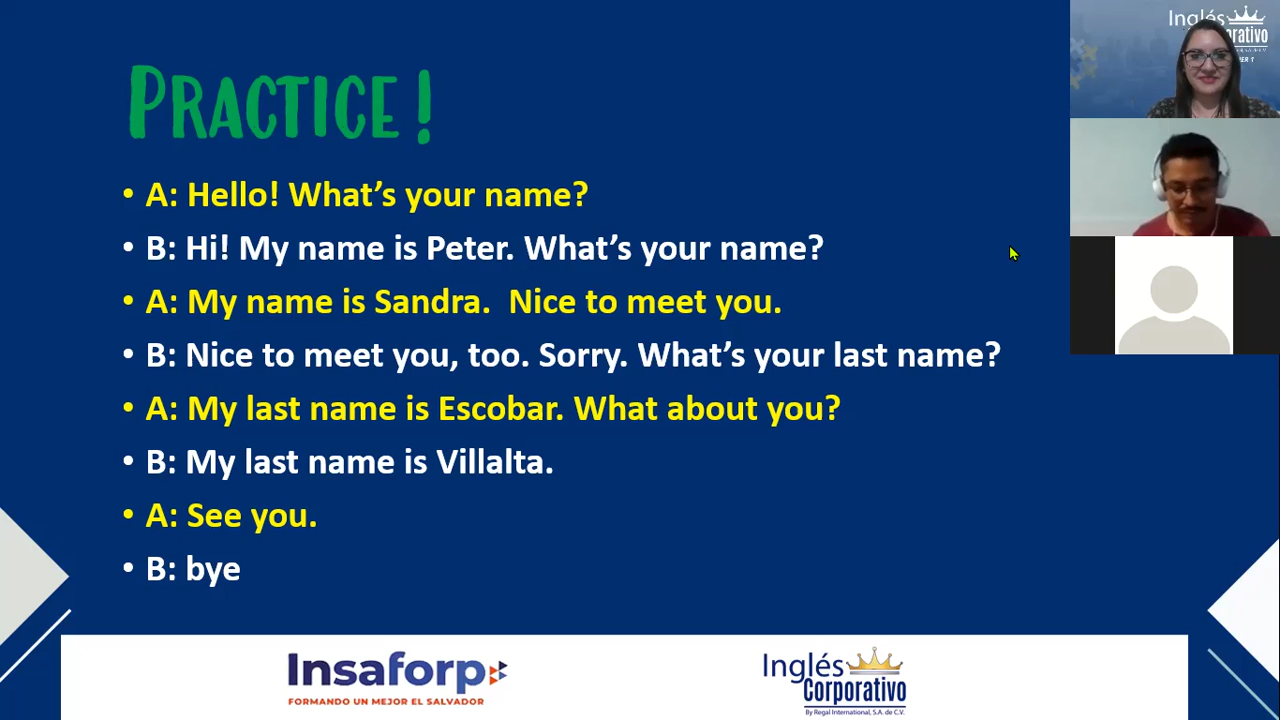 PRACTICE!
• A: Hello! What's your name?
• B: Hi! My name is Peter. What's your name?
• A: My name is Sandra.  Nice to meet you.
• B: Nice to meet you, too. Sorry. What's your last name?
• A: My last name is Escobar. What about you?
• B: My last name is Villalta.
• A: See you.
• B: bye
Insaforp
FORMANDO UN MEJOR EL SALVADOR
Inglés
Corporativo
By Regal International, S.A. de C.V.
Inglés